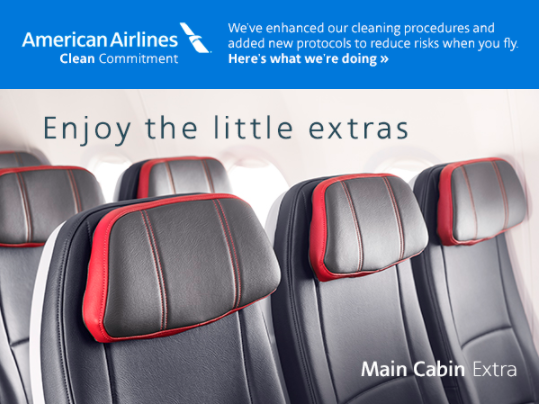 American Airlines
Clean Commitment
We've enhanced our cleaning procedures and
added new protocols to reduce risks when you fly.
Here's what we're doing »
Enjoy the little extras
Main Cabin Extra